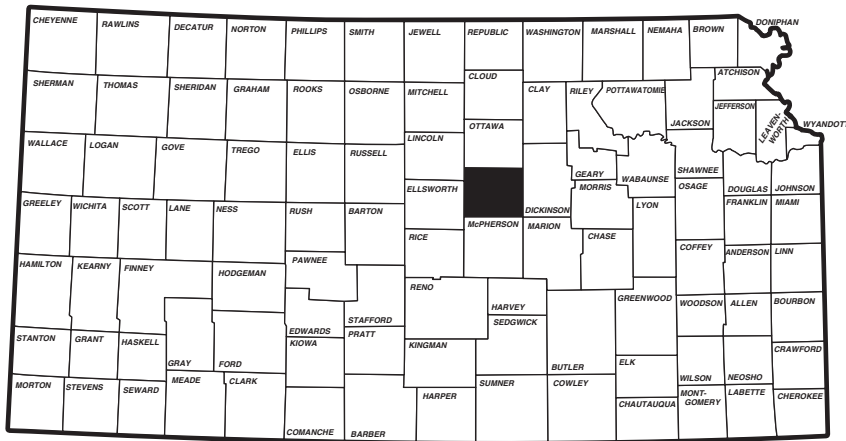 CHEYENNE
RAWLINS
DECATUR
NORTON
PHILLIPS
SMITH
JEWELL
REPUBLIC
WASHINGTON
MARSHALL
NEMAHA
BROWN
DONIPHAN
SHERMAN
THOMAS
SHERIDAN
GRAHAM
ROOKS
OSBORNE
MITCHELL
CLOUD
CLAY
RILEY
POTTAWATOMIE
JACKSON
ATCHISON
JEFFERSON
LEAVEN-
WORTH
WYANDOTT
WALLACE
LOGAN
GOVE
TREGO
ELLIS
RUSSELL
LINCOLN
OTTAWA
ELLSWORTH
DICKINSON
GEARY
MORRIS
WABAUNSE
SHAWNEE
OSAGE
DOUGLAS
JOHNSON
GREELEY
WICHITA
SCOTT
LANE
NESS
RUSH
BARTON
RICE
McPHERSON
MARION
CHASE
LYON
COFFEY
FRANKLIN
MIAMI
ANDERSON
LINN
HAMILTON
KEARNY
FINNEY
HODGEMAN
PAWNEE
EDWARDS
STAFFORD
RENO
HARVEY
SEDGWICK
BUTLER
GREENWOOD
WOODSON
ALLEN
BOURBON
STANTON
GRANT
HASKELL
GRAY
FORD
KIOWA
PRATT
KINGMAN
ELK
WILSON
NEOSHO
CRAWFORD
MORTON
STEVENS
SEWARD
MEADE
CLARK
COMANCHE
BARBER
HARPER
SUMNER
COWLEY
CHAUTAUQUA
MONT-
GOMERY
LABETTE
CHEROKEE